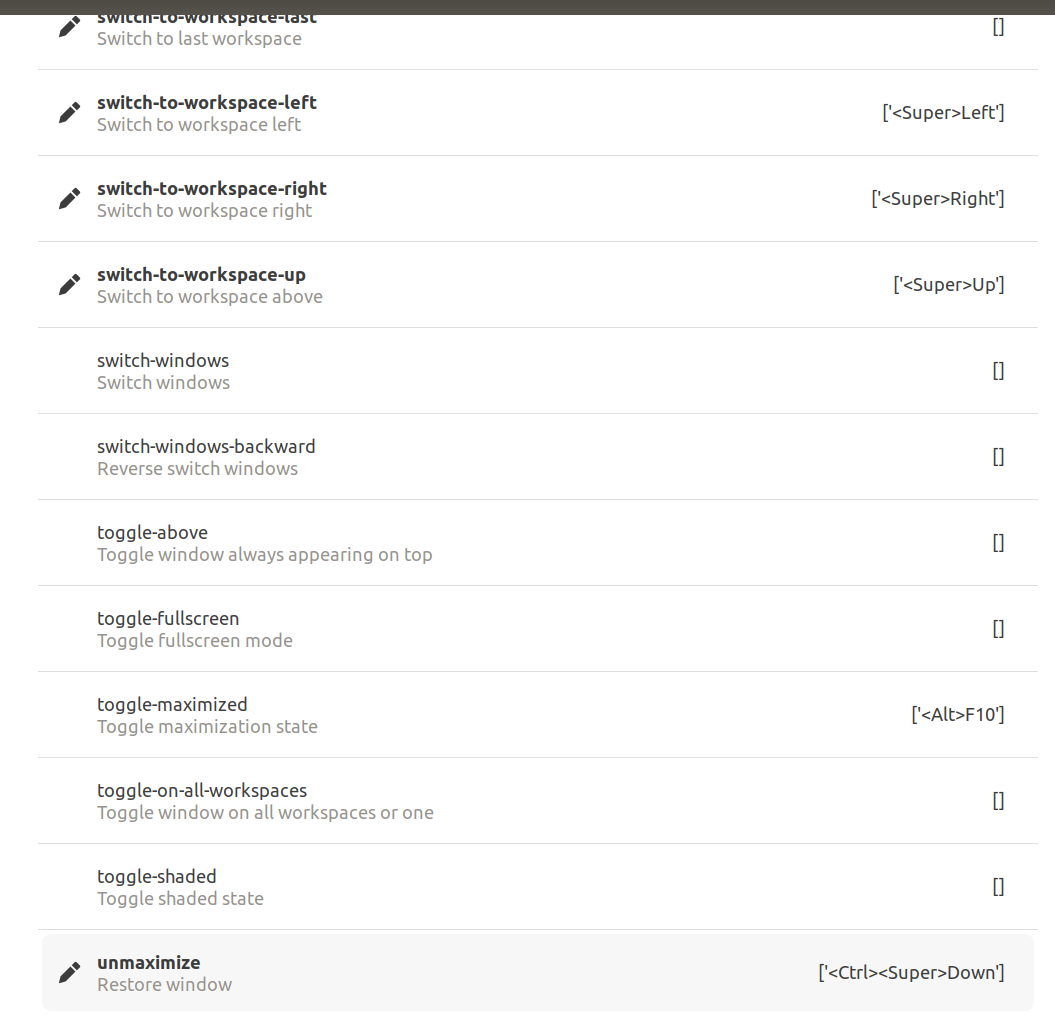 switch-to-workspace-last
Switch to last workspace
[]
switch-to-workspace-left
Switch to workspace left
['<Super>Left']
switch-to-workspace-right
Switch to workspace right
['<Super>Right']
switch-to-workspace-up
Switch to workspace above
['<Super>Up']
switch-windows
Switch windows
[]
switch-windows-backward
Reverse switch windows
[]
toggle-above
Toggle window always appearing on top
[]
toggle-fullscreen
Toggle fullscreen mode
[]
toggle-maximized
Toggle maximization state
['<Alt>F10']
toggle-on-all-workspaces
Toggle window on all workspaces or one
[]
toggle-shaded
Toggle shaded state
[]
unmaximize
Restore window
['<Ctrl><Super>Down']